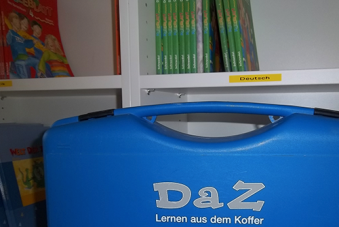 Deutsch
DaZ
Lernen aus dem Koffer